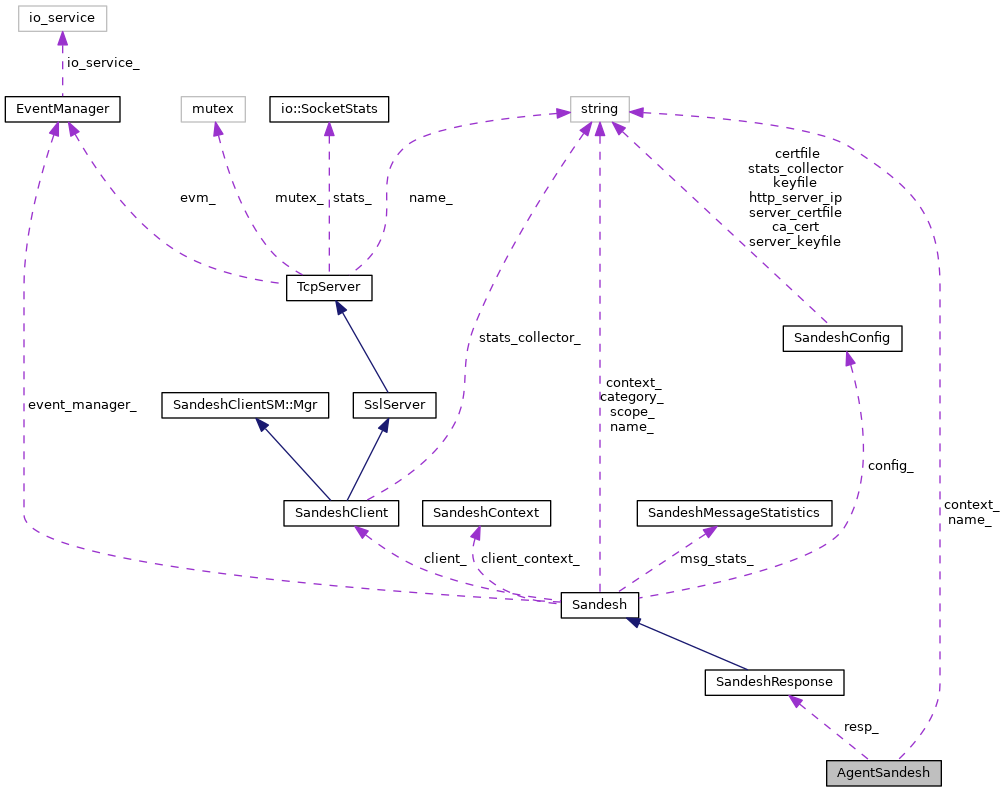 io_service
io_service_
EventManager
mutex
io::SocketStats
string
certfile
stats_collector
keyfile
http_server_ip
server_certfile
ca_cert
server_keyfile
evm_
mutex_
stats_
name_
TcpServer
stats_collector_
SandeshConfig
event_manager_
SandeshClientSM::Mgr
SslServer
context_
category_
scope_
name_
config_
SandeshClient
SandeshContext
SandeshMessageStatistics
context_
name_
client_
client_context_
msg_stats_
Sandesh
SandeshResponse
resp_
AgentSandesh